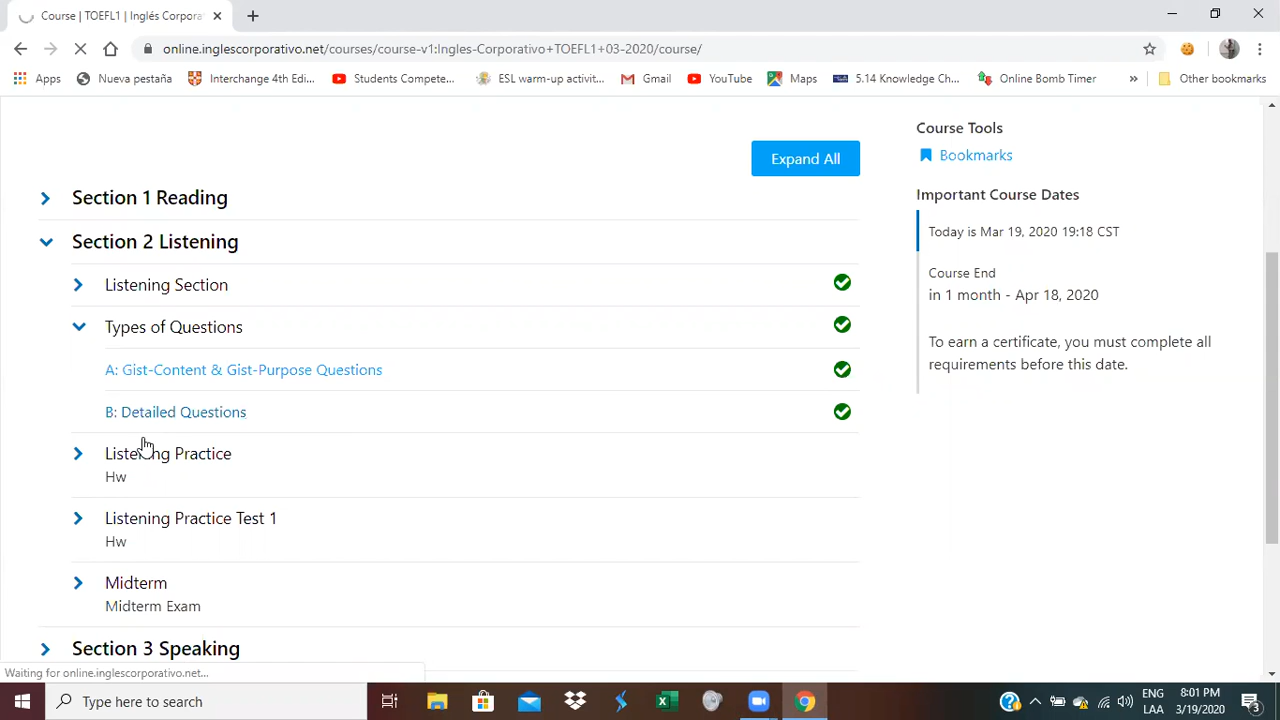 Course | TOEFL1 | Inglés Corpora
online.inglescorporativo.net/courses/course-v1:Ingles-Corporativo+TOEFL1+03-2020/course/
Apps Nueva pestaña Interchange 4th Edi... Students Compete... ESL warm-up activit... Gmail YouTube Maps 5.14 Knowledge Ch... Online Bomb Timer » Other bookmarks
Course Tools
Bookmarks
Expand All
Important Course Dates
Section 1 Reading
Today is Mar 19, 2020 19:18 CST
Section 2 Listening
Course End
in 1 month - Apr 18, 2020
Listening Section
Types of Questions
To earn a certificate, you must complete all
requirements before this date.
A: Gist-Content & Gist-Purpose Questions
B: Detailed Questions
Listening Practice
Hw
Listening Practice Test 1
Hw
Midterm
Midterm Exam
Section 3 Speaking
Waiting for online.inglescorporativo.net...
Type here to search
ENG 8:01 PM
LAA 3/19/2020
3